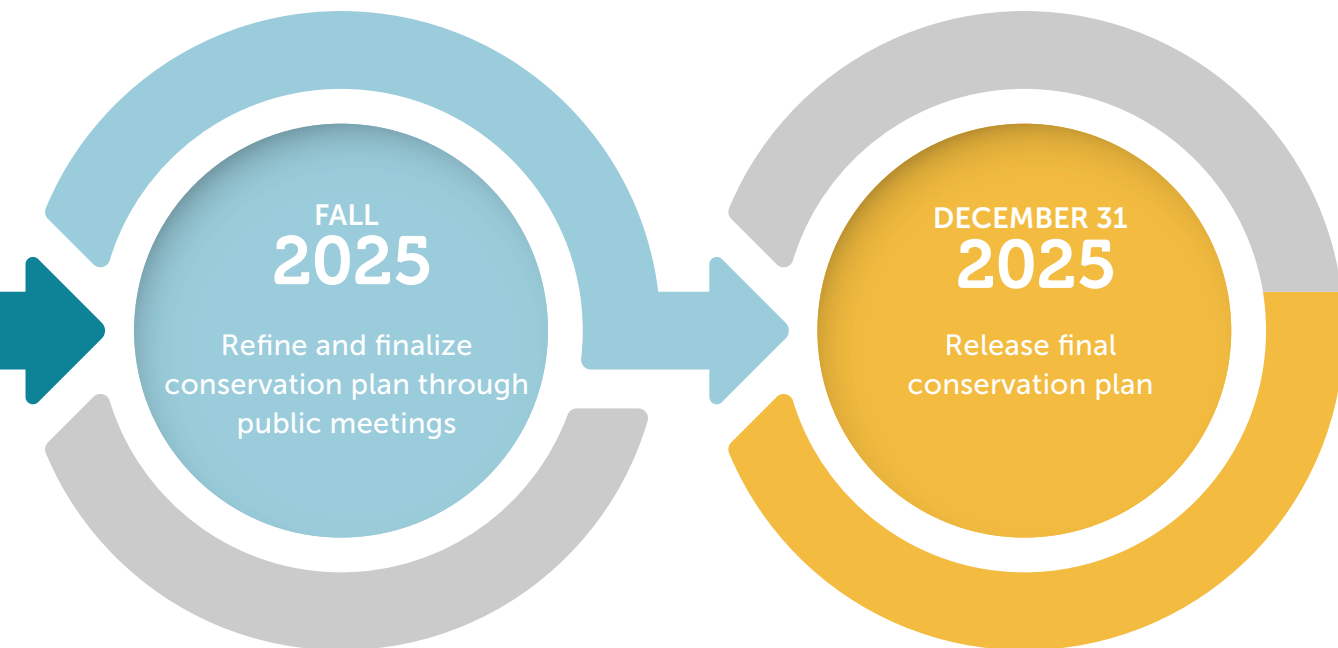 FALL
2025
Refine and finalize
conservation plan through
public meetings
DECEMBER 31
2025
Release final
conservation plan